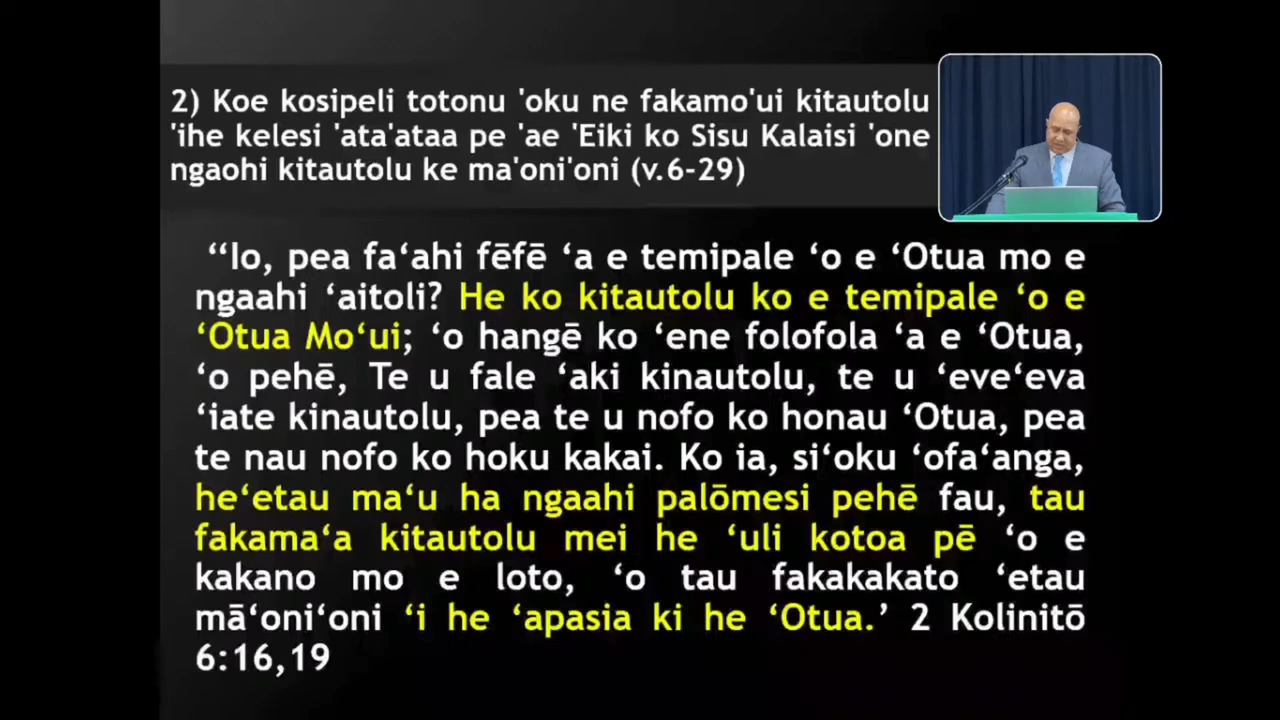 2) Koe kosipeli totonu 'oku ne fakamo'ui kitautolu
'ihe kelesi 'ata'ataa pe 'ae 'Eiki ko Sisu Kalaisi 'one
ngaohi kitautolu ke ma'oni'oni (v.6-29)
“Io, pea fa‘ahi fēfē ‘a e temipale ‘o e ‘Otua mo e
ngaahi ‘aitoli? He ko kitautolu ko e temipale ‘o e
‘Otua Mo‘ui; ‘o hangē ko ‘ene folofola ‘a e ‘Otua,
‘o pehē, Te u fale ‘aki kinautolu, te u ‘eve‘eva
‘iate kinautolu, pea te u nofo ko honau ‘Otua, pea
te nau nofo ko hoku kakai. Ko ia, si‘oku ‘ofa‘anga,
he‘etau ma‘u ha ngaahi palōmesi pehē fau, tau
fakama‘a kitautolu mei he ‘uli kotoa pē ‘o e
kakano mo e loto, ‘o tau fakakakato ‘etau
mā‘oni‘oni ‘i he ‘apasia ki he ‘Otua.’ 2 Kolinitō
6:16,19